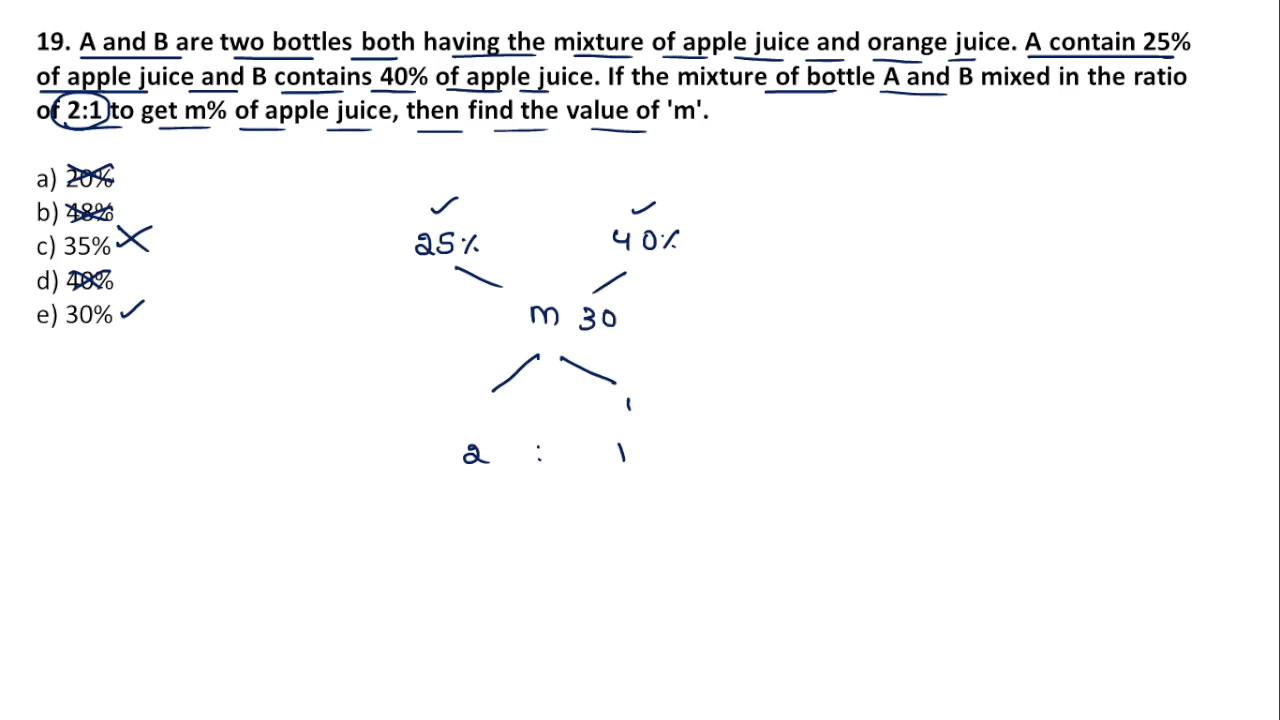 19. A and B are two bottles both having the mixture of apple juice and orange juice. A contain 25%
of apple juice and B contains 40% of apple juice. If the mixture of bottle A and B mixed in the ratio
of 2:1 to get m% of apple juice, then find the value of 'm'.
a) 20%
b) 48%
c) 35%
d) 40%
e) 30%
25% 40%
m 30
2 : 1